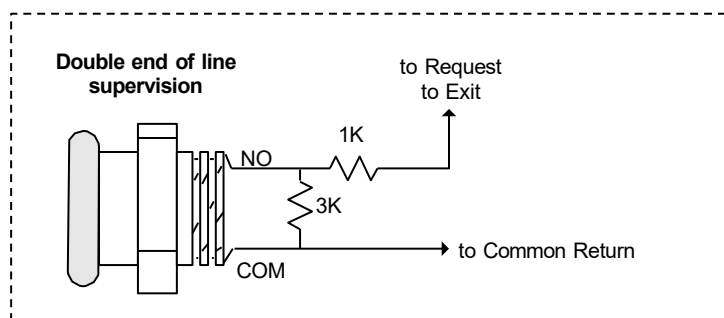 Double end of line
supervision
to Request
to Exit
1K
NO
3K
to Common Return
COM